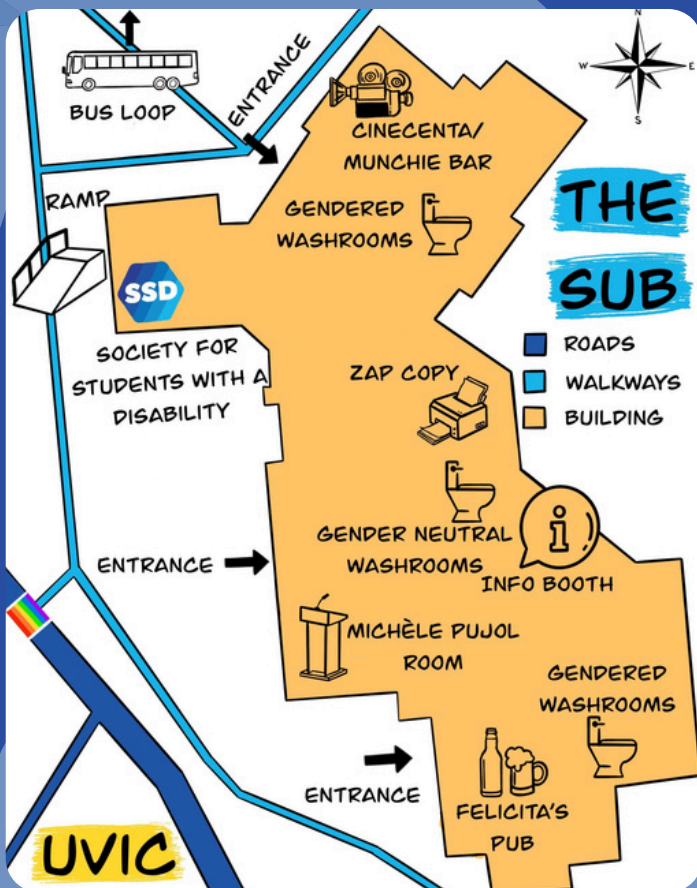 N
W
E
S
BUS LOOP
ENTRANCE
CINECENTA/
MUNCHIE BAR
RAMP
GENDERED
WASHROOMS
THE
SUB
SSD
SOCIETY FOR
STUDENTS WITH A
DISABILITY
ROADS
WALKWAYS
BUILDING
ZAP COPY
GENDER NEUTRAL
WASHROOMS
i
INFO BOOTH
ENTRANCE
MICHÈLE PUJOL
ROOM
GENDERED
WASHROOMS
ENTRANCE
FELICITA'S
PUB
UVIC